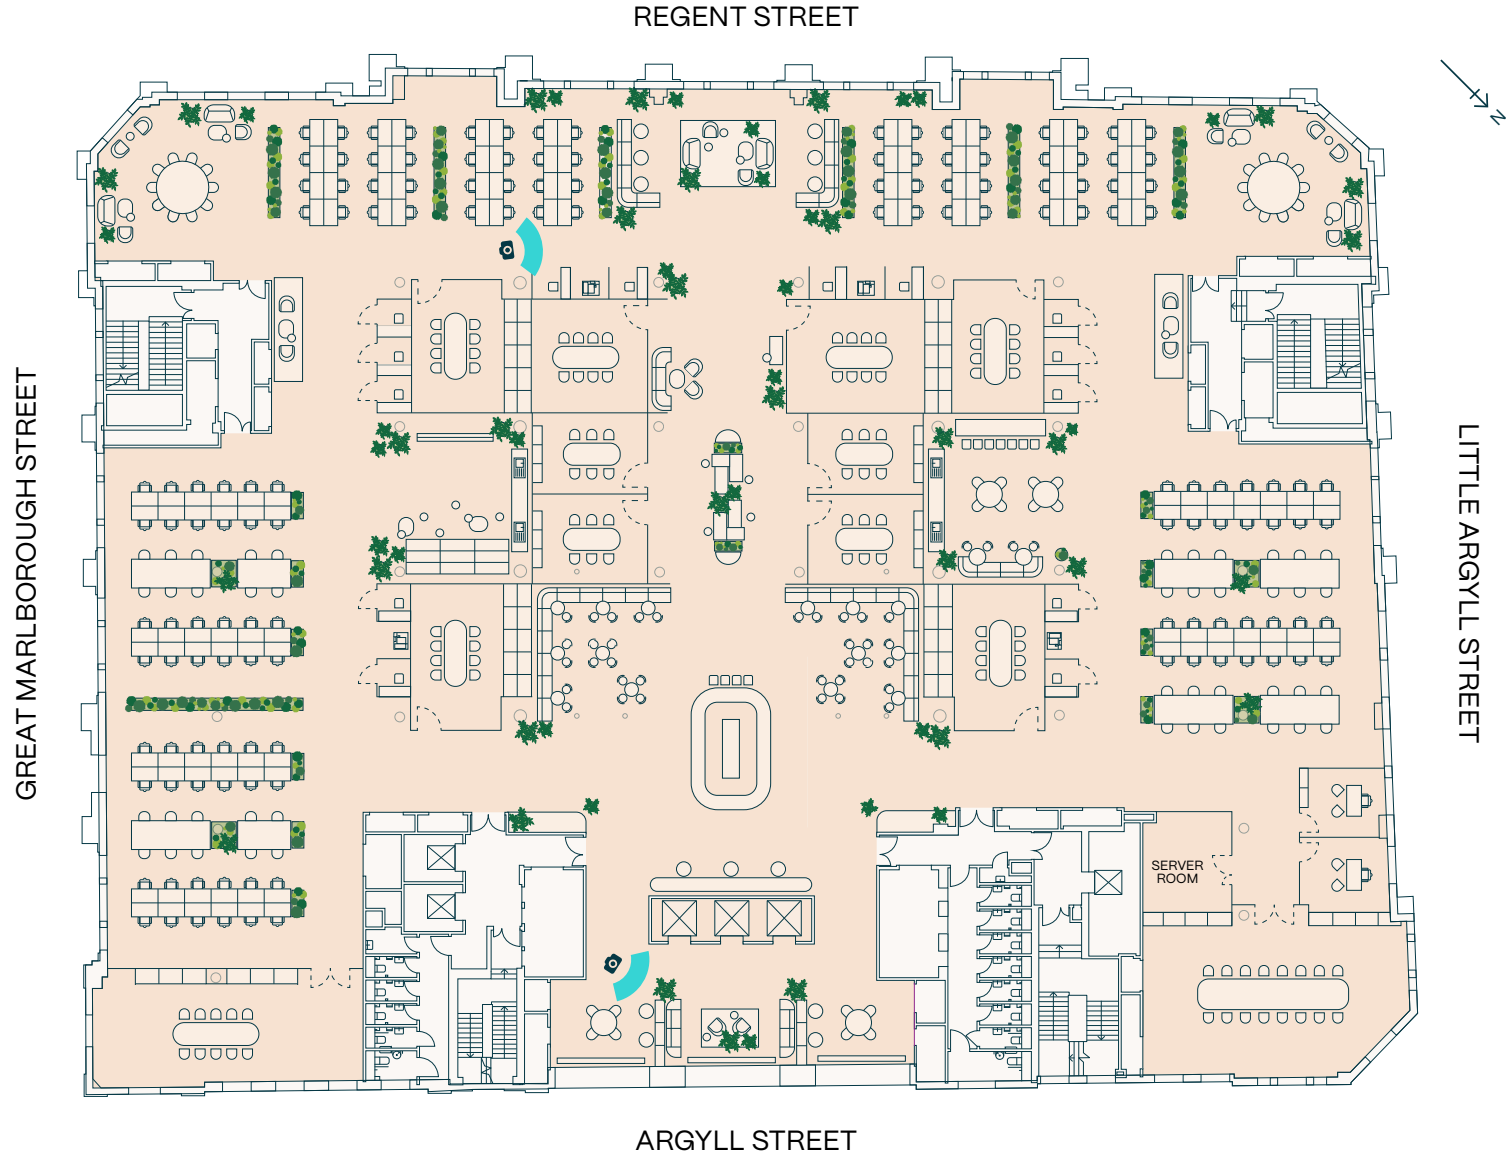 REGENT STREET
N
GREAT MARLBOROUGH STREET
LITTLE ARGYLL STREET
SERVER
ROOM
ARGYLL STREET